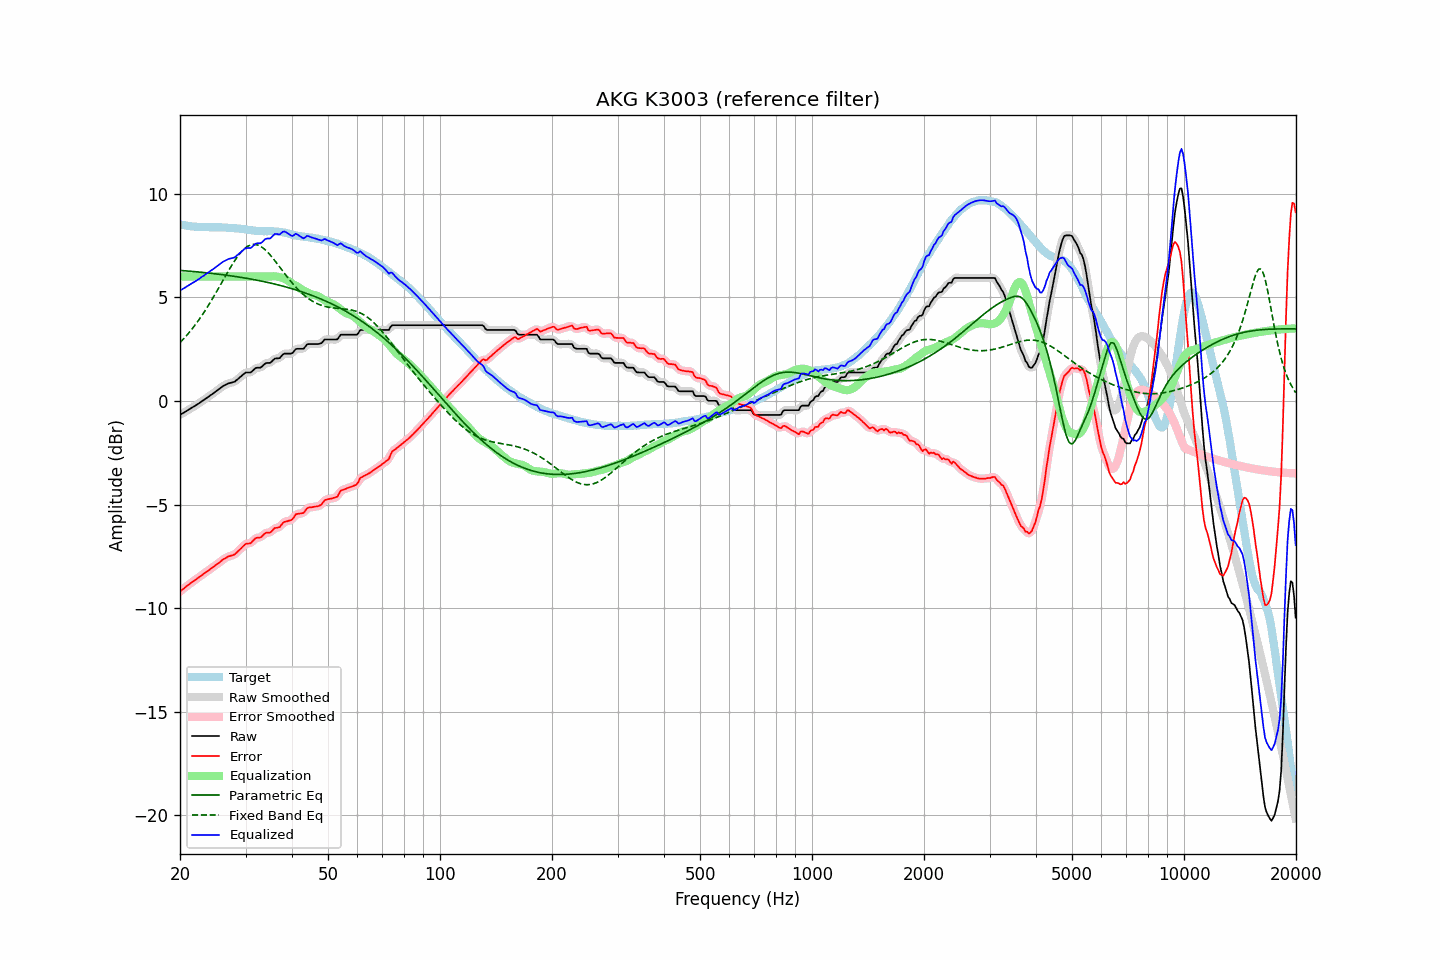 AKG K3003 (reference filter)
Amplitude (dBr)
10
5
0
−5
−10
−15
−20
Target
Raw Smoothed
Error Smoothed
Raw
Error
Equalization
Parametric Eq
Fixed Band Eq
Equalized
20 50 100 200 500 1000 2000 5000 10000 20000
Frequency (Hz)